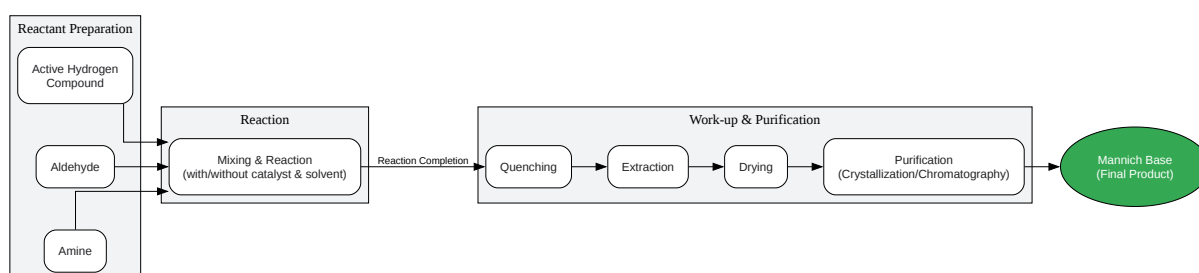 Reactant Preparation
Active Hydrogen
Compound
Aldehyde
Amine
Reaction
Mixing & Reaction
(with/without catalyst & solvent)
Reaction Completion
Work-up & Purification
Quenching
Extraction
Drying
Purification
(Crystallization/Chromatography)
Mannich Base
(Final Product)